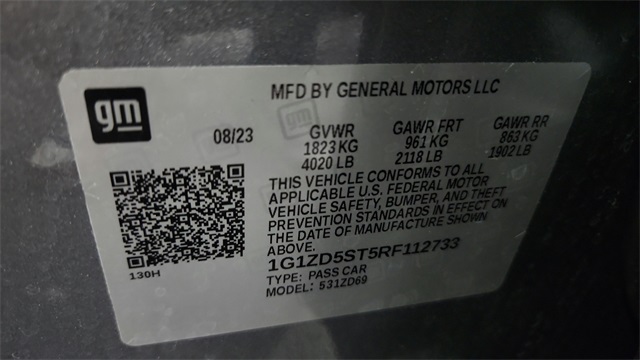 gm
MFD BY GENERAL MOTORS LLC
08/23
GVWR
1823 KG
4020 LB
GAWR FRT
961 KG
2118 LB
GAWR RR
863 KG
1902 LB
THIS VEHICLE CONFORMS TO ALL
APPLICABLE U.S. FEDERAL MOTOR
VEHICLE SAFETY, BUMPER, AND THEFT
PREVENTION STANDARDS IN EFFECT ON
THE DATE OF MANUFACTURE SHOWN
ABOVE.
1G1ZD5ST5RF112733
TYPE: PASS CAR
MODEL: 531ZD69
130H